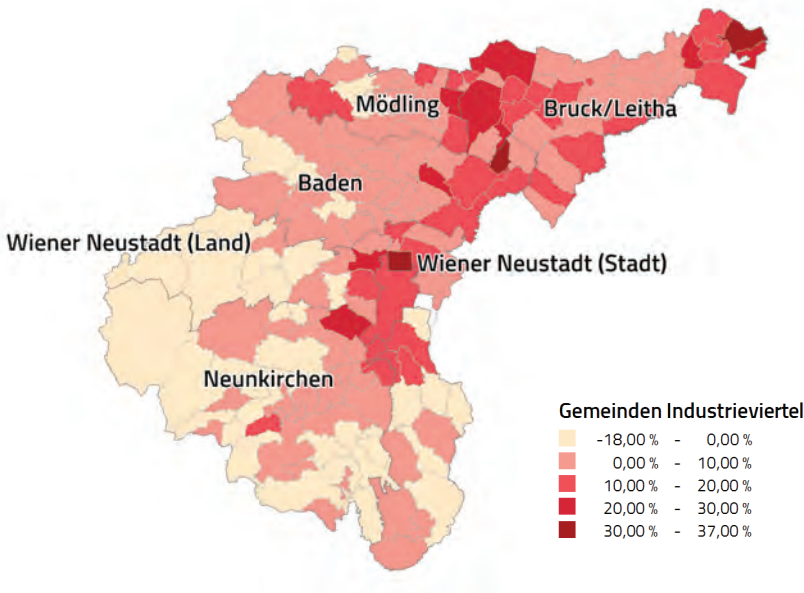 Mödling
Bruck/Leitha
Baden
Wiener Neustadt (Land)
Wiener Neustadt (Stadt)
Neunkirchen
Gemeinden Industrieviertel
-18,00 % - 0,00 %
0,00 % - 10,00 %
10,00 % - 20,00 %
20,00 % - 30,00 %
30,00 % - 37,00 %